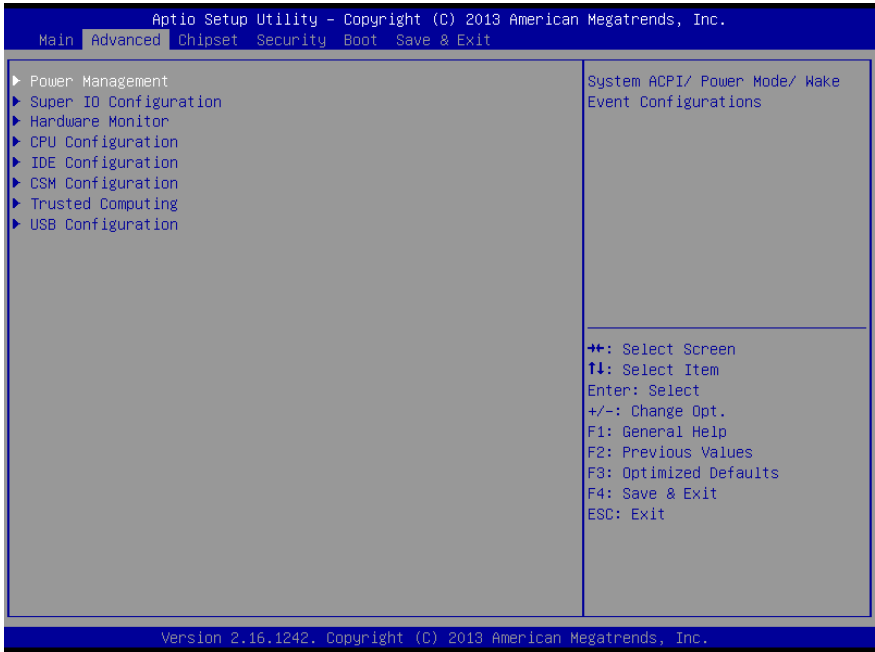 Aptio Setup Utility – Copyright (C) 2013 American Megatrends, Inc.
Main Advanced Chipset Security Boot Save & Exit
Power Management
Super IO Configuration
Hardware Monitor
CPU Configuration
IDE Configuration
CSM Configuration
Trusted Computing
USB Configuration
System ACPI/ Power Mode/ Wake
Event Configurations
→←: Select Screen
↑↓: Select Item
Enter: Select
+/-: Change Opt.
F1: General Help
F2: Previous Values
F3: Optimized Defaults
F4: Save & Exit
ESC: Exit
Version 2.16.1242. Copyright (C) 2013 American Megatrends, Inc.